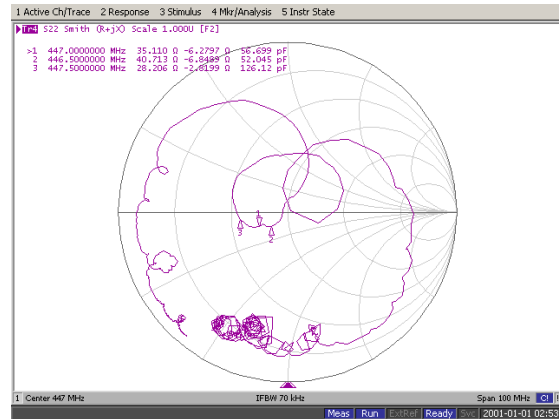 1 Active Ch/Trace 2 Response 3 Stimulus 4 Mkr/Analysis 5 Instr State
Tr4 S22 Smith (R+jX) Scale 1.000U [F2]
>1 447.0000000 MHz 35.110 Ω -6.2797 Ω 56.699 pF
2 446.5000000 MHz 40.713 Ω -6.8489 Ω 52.045 pF
3 447.5000000 MHz 28.206 Ω -2.8199 Ω 126.12 pF
1
3
2
1 Center 447 MHz IFBW 70 kHz Span 100 MHz C!
Meas Run ExtRef Ready Svc 2001-01-01 02:53